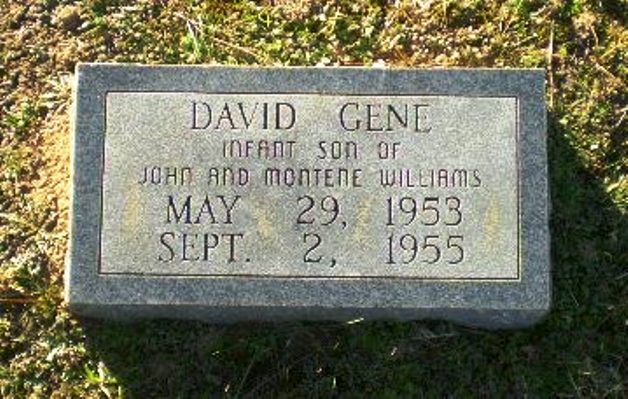 DAVID GENE
INFANT SON OF
JOHN AND MONTENE WILLIAMS
MAY 29, 1953
SEPT. 2, 1955